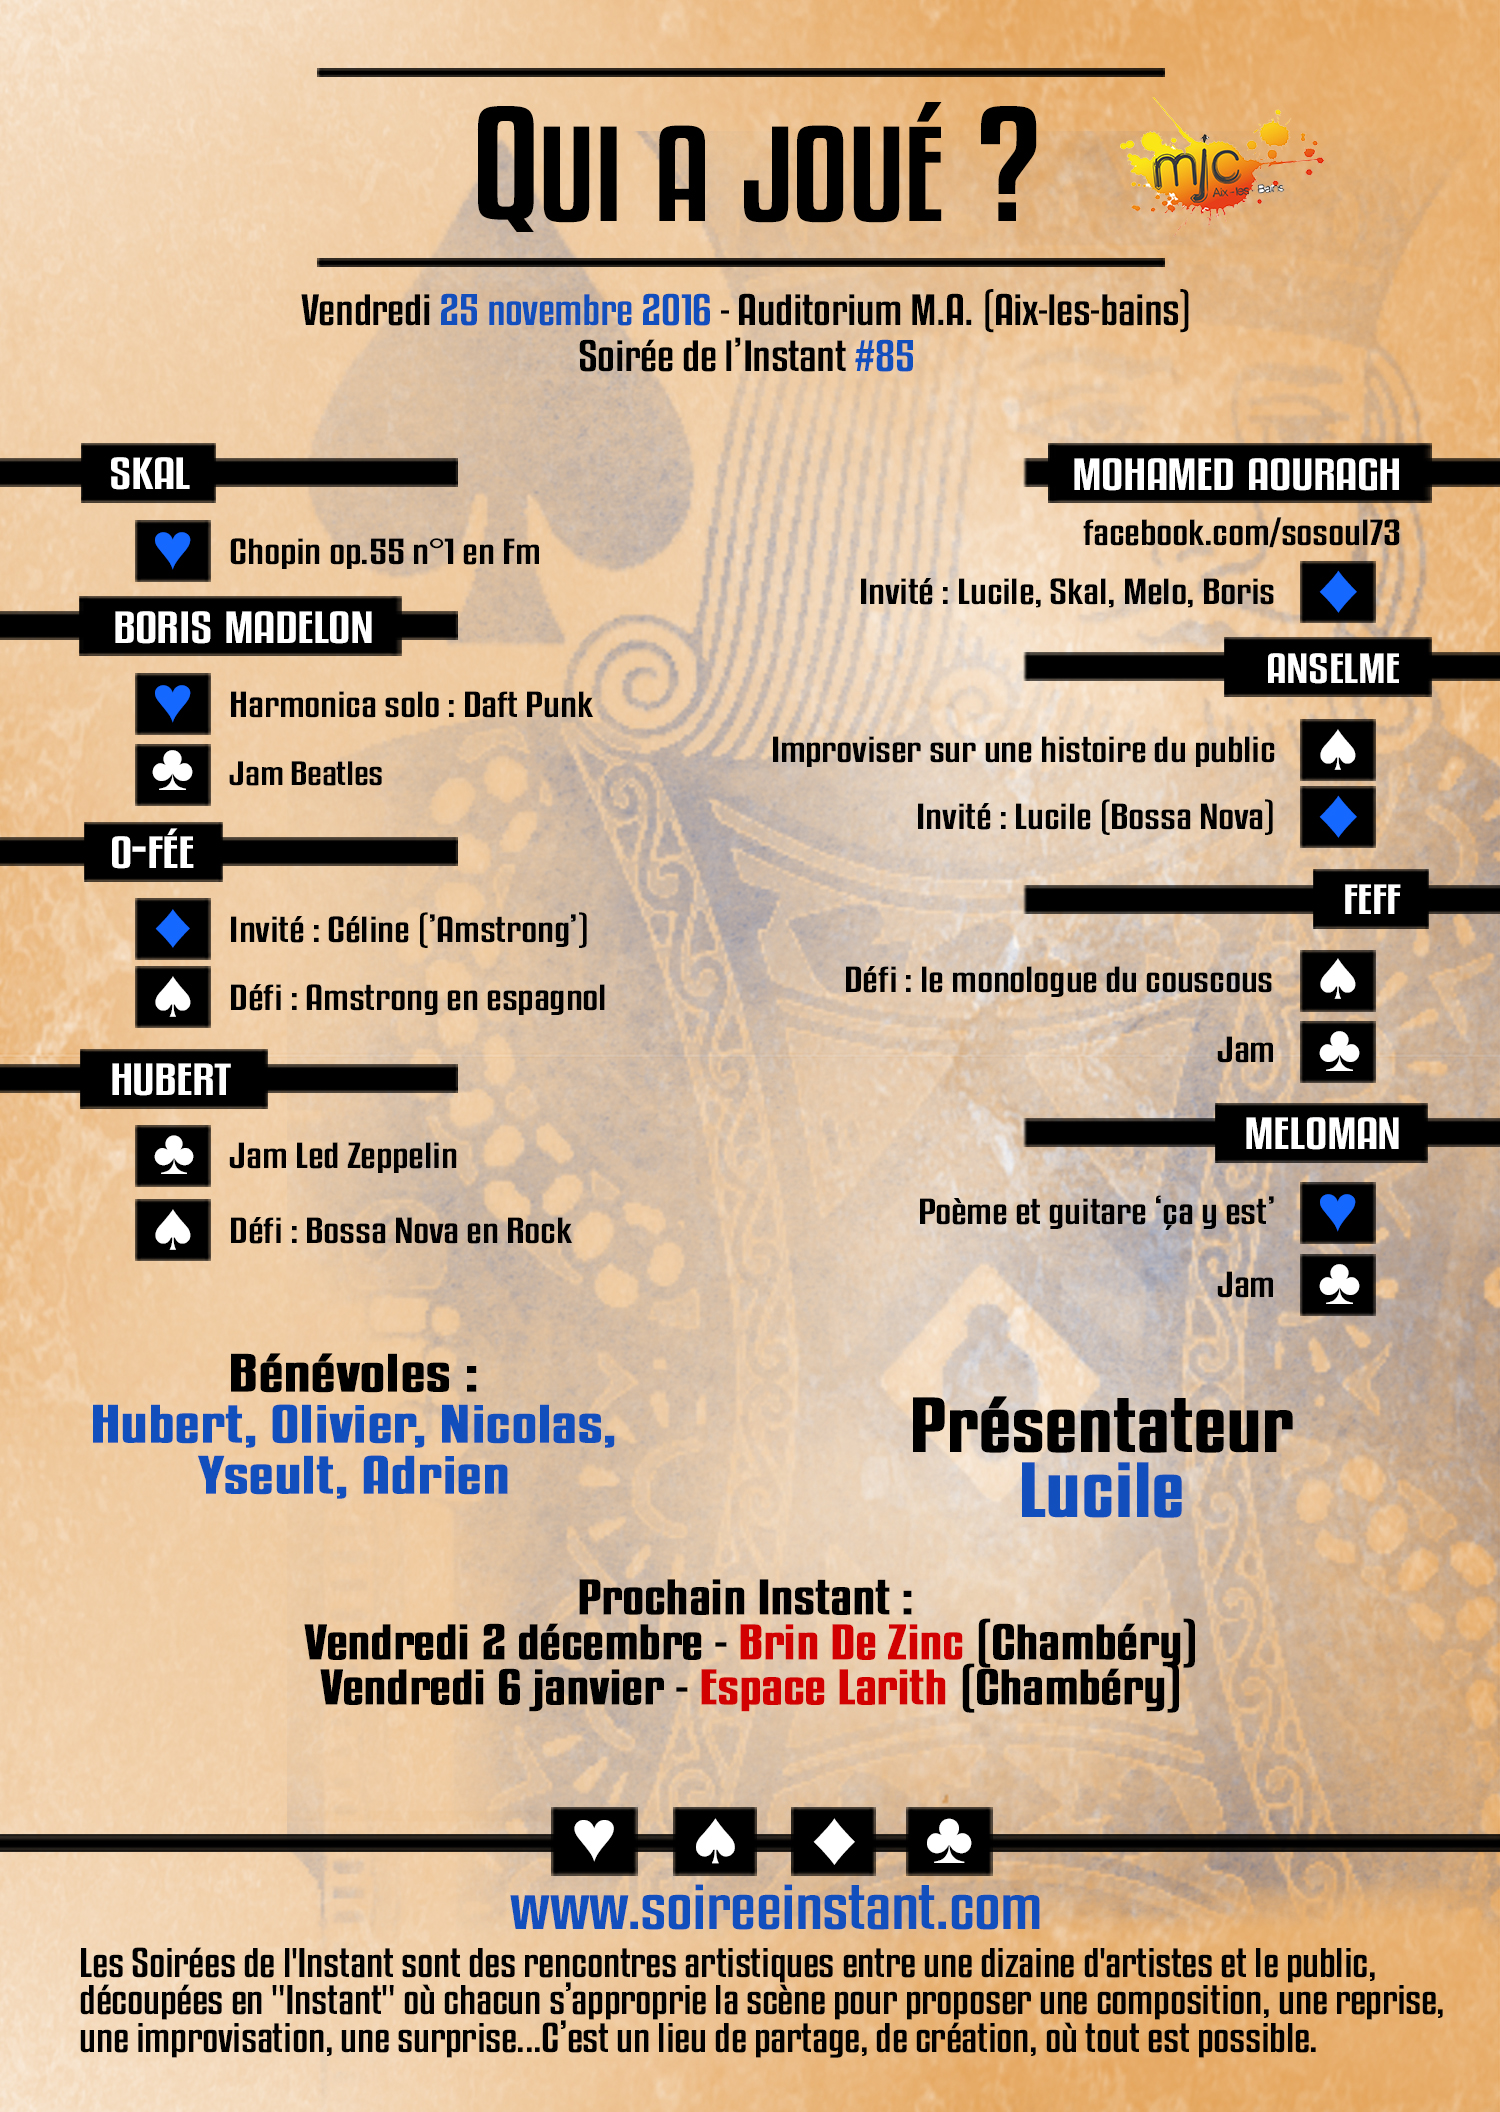 Qui a joué ?
mjc
Aix-les-Bains
Vendredi 25 novembre 2016 - Auditorium M.A. (Aix-les-bains)
Soirée de l'Instant #85
SKAL
Chopin op.55 n°1 en Fm
BORIS MADELON
Harmonica solo : Daft Punk
Jam Beatles
O-FÉE
Invité : Céline ('Amstrong')
Défi : Amstrong en espagnol
HUBERT
Jam Led Zeppelin
Défi : Bossa Nova en Rock
MOHAMED AOURAGH
facebook.com/sosoul73
Invité : Lucile, Skal, Melo, Boris
ANSELME
Improviser sur une histoire du public
Invité : Lucile (Bossa Nova)
FEFF
Défi : le monologue du couscous
Jam
MELOMAN
Poème et guitare ‘ça y est’
Jam
Bénévoles :
Hubert, Olivier, Nicolas,
Yseult, Adrien
Présentateur
Lucile
Prochain Instant :
Vendredi 2 décembre - Brin De Zinc (Chambéry)
Vendredi 6 janvier - Espace Larith (Chambéry)
www.soireeinstant.com
Les Soirées de l'Instant sont des rencontres artistiques entre une dizaine d'artistes et le public,
découpées en "Instant" où chacun s’approprie la scène pour proposer une composition, une reprise,
une improvisation, une surprise...C’est un lieu de partage, de création, où tout est possible.